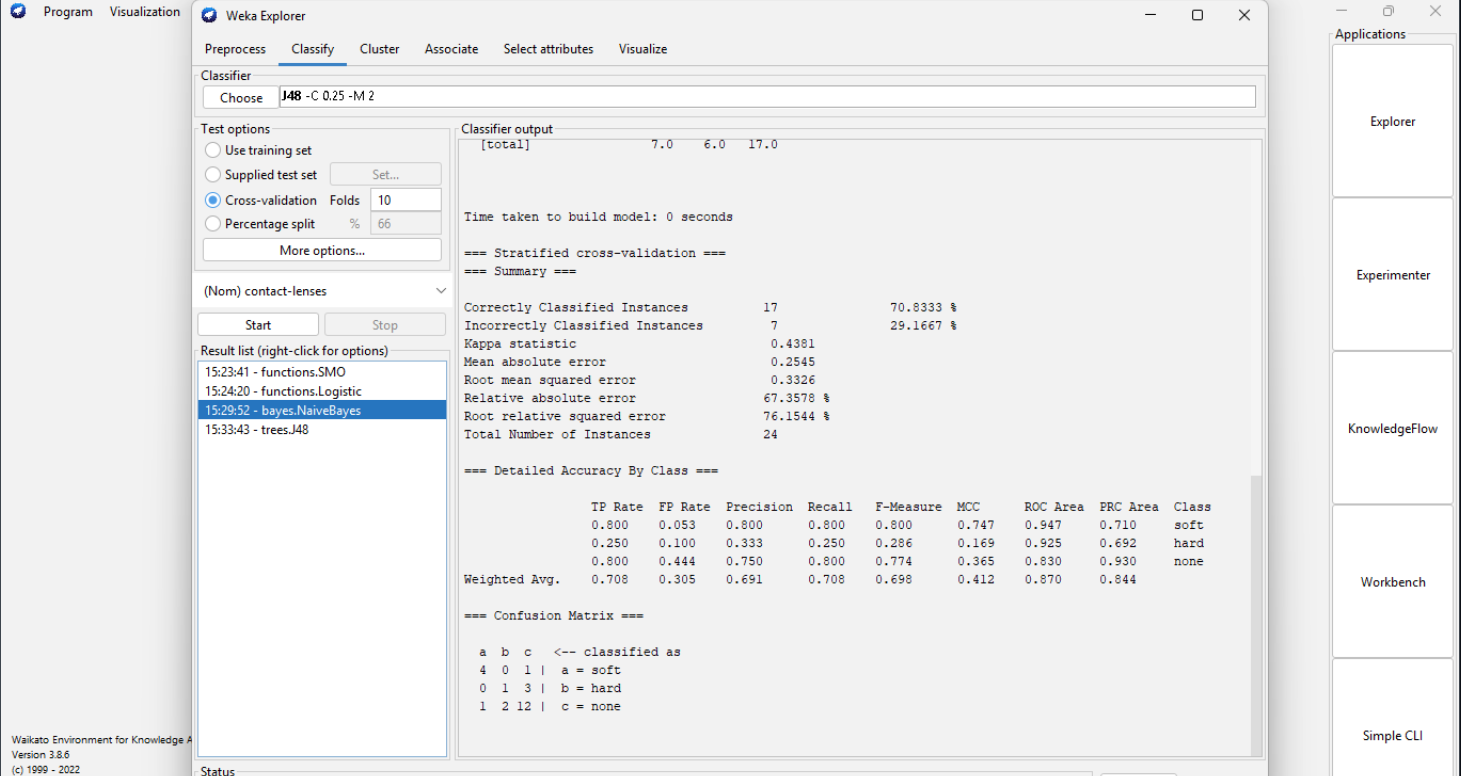 Program Visualization
Weka Explorer
Preprocess Classify Cluster Associate Select attributes Visualize
Classifier
Choose J48 -C 0.25 -M 2
Test options
Use training set
Supplied test set Set...
Cross-validation Folds 10
Percentage split % 66
More options...
(Nom) contact-lenses
Start Stop
Result list (right-click for options)
15:23:41 - functions.SMO
15:24:20 - functions.Logistic
15:29:52 - bayes.NaiveBayes
15:33:43 - trees.J48
Classifier output
[total] 7.0 6.0 17.0
Time taken to build model: 0 seconds
=== Stratified cross-validation ===
=== Summary ===
Correctly Classified Instances 17 70.8333 %
Incorrectly Classified Instances 7 29.1667 %
Kappa statistic 0.4381
Mean absolute error 0.2545
Root mean squared error 0.3326
Relative absolute error 67.3578 %
Root relative squared error 76.1544 %
Total Number of Instances 24
=== Detailed Accuracy By Class ===
TP Rate FP Rate Precision Recall F-Measure MCC ROC Area PRC Area Class
0.800 0.053 0.800 0.800 0.800 0.747 0.947 0.710 soft
0.250 0.100 0.333 0.250 0.286 0.169 0.925 0.692 hard
0.800 0.444 0.750 0.800 0.774 0.365 0.830 0.930 none
Weighted Avg. 0.708 0.305 0.691 0.708 0.698 0.412 0.870 0.844
=== Confusion Matrix ===
a b c <-- classified as
4 0 1 | a = soft
0 1 3 | b = hard
1 2 12 | c = none
Status
Applications
Explorer
Experimenter
KnowledgeFlow
Workbench
Simple CLI
Waikato Environment for Knowledge A
Version 3.8.6
(c) 1999 - 2022